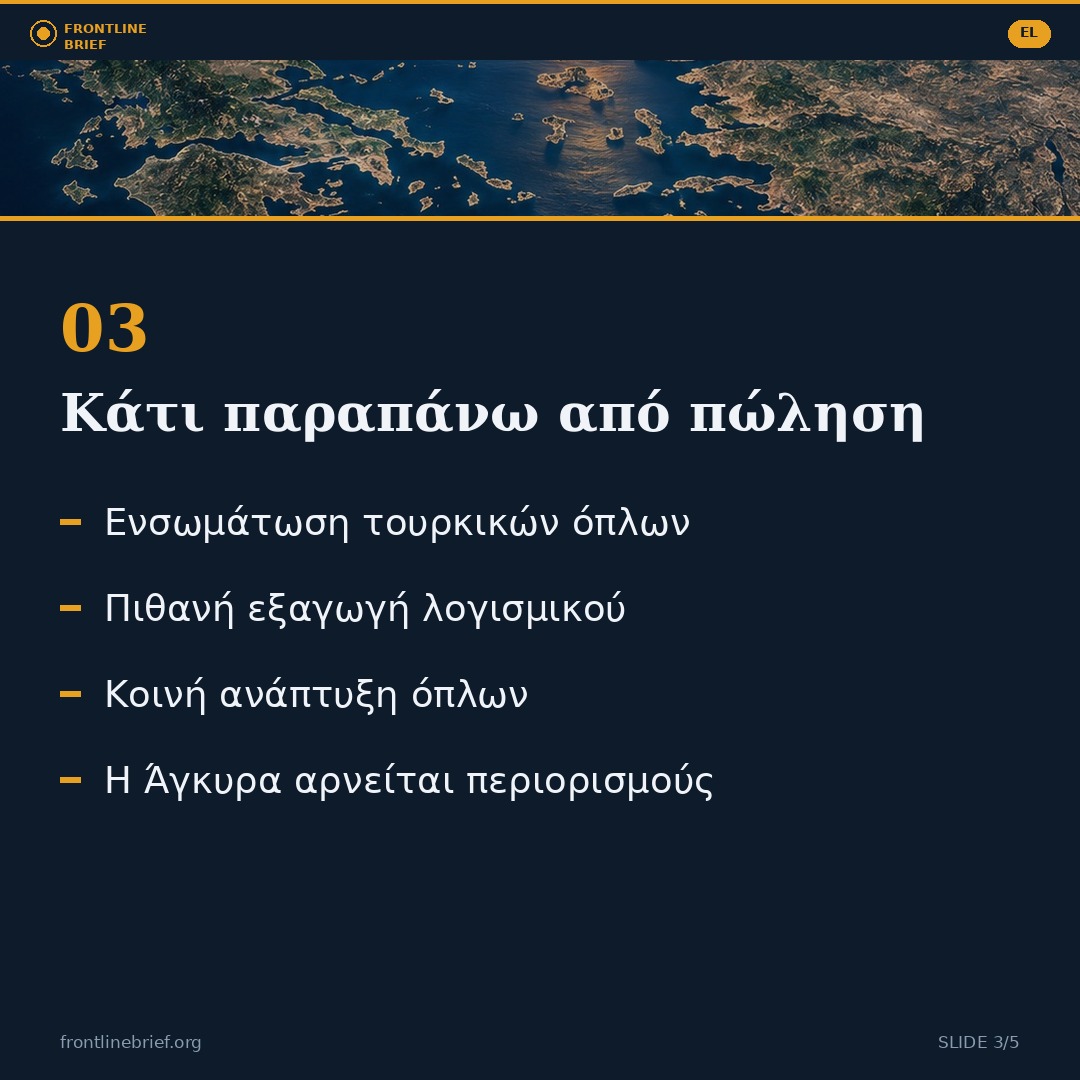 FRONTLINE
BRIEF
EL
03
Κάτι παραπάνω από πώληση
– Ενσωμάτωση τουρκικών όπλων
– Πιθανή εξαγωγή λογισμικού
– Κοινή ανάπτυξη όπλων
– Η Άγκυρα αρνείται περιορισμούς
frontlinebrief.org
SLIDE 3/5